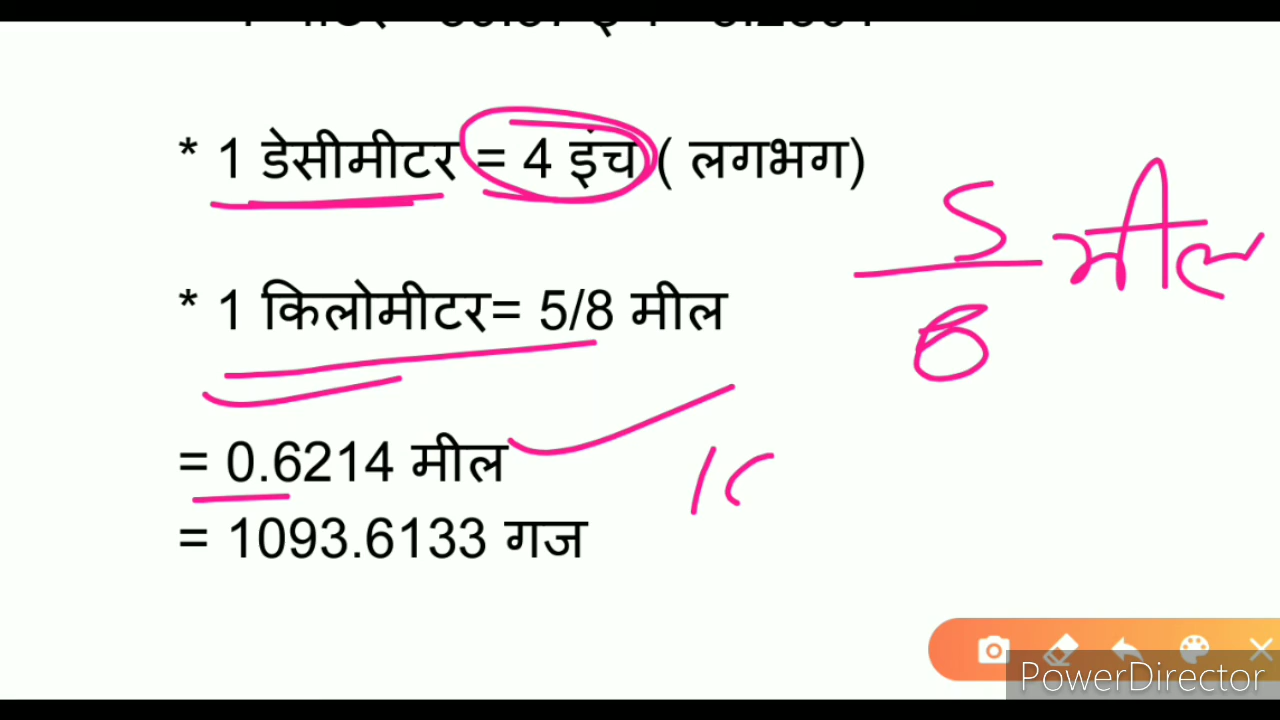 * 1 डेसीमीटर = 4 इंच ( लगभग)
5
8 मील
* 1 किलोमीटर= 5/8 मील
= 0.6214 मील
= 1093.6133 गज
PowerDirector